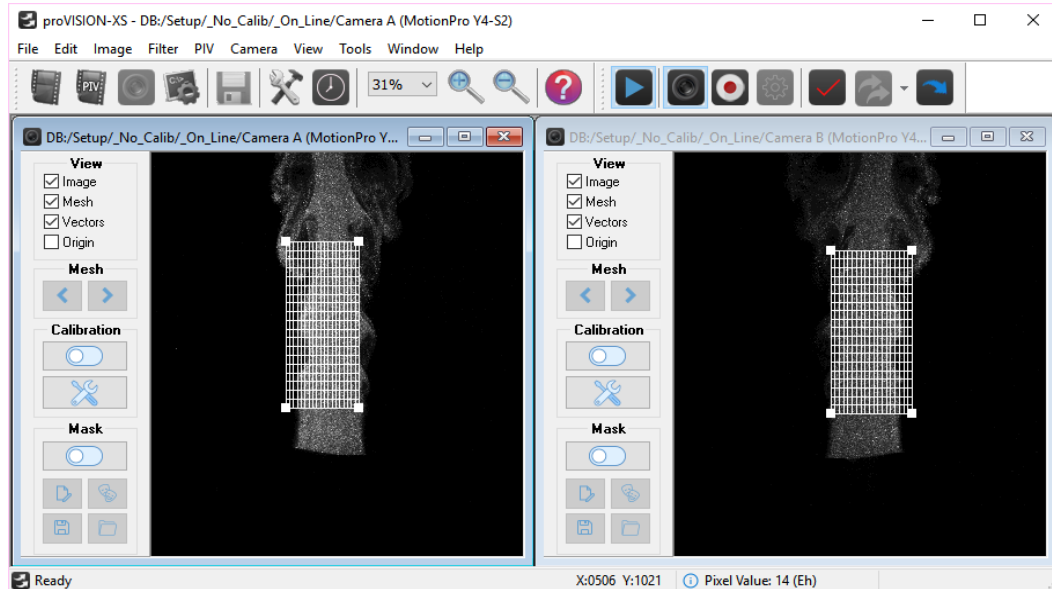 proVISION-XS - DB:/Setup/_No_Calib/_On_Line/Camera A (MotionPro Y4-S2)
File Edit Image Filter PIV Camera View Tools Window Help
PIV C> 31% ?
DB:/Setup/_No_Calib/_On_Line/Camera A (MotionPro Y...
View
Image
Mesh
Vectors
Origin
Mesh
Calibration
Mask
DB:/Setup/_No_Calib/_On_Line/Camera B (MotionPro Y4...
View
Image
Mesh
Vectors
Origin
Mesh
Calibration
Mask
Ready X:0506 Y:1021 Pixel Value: 14 (Eh)